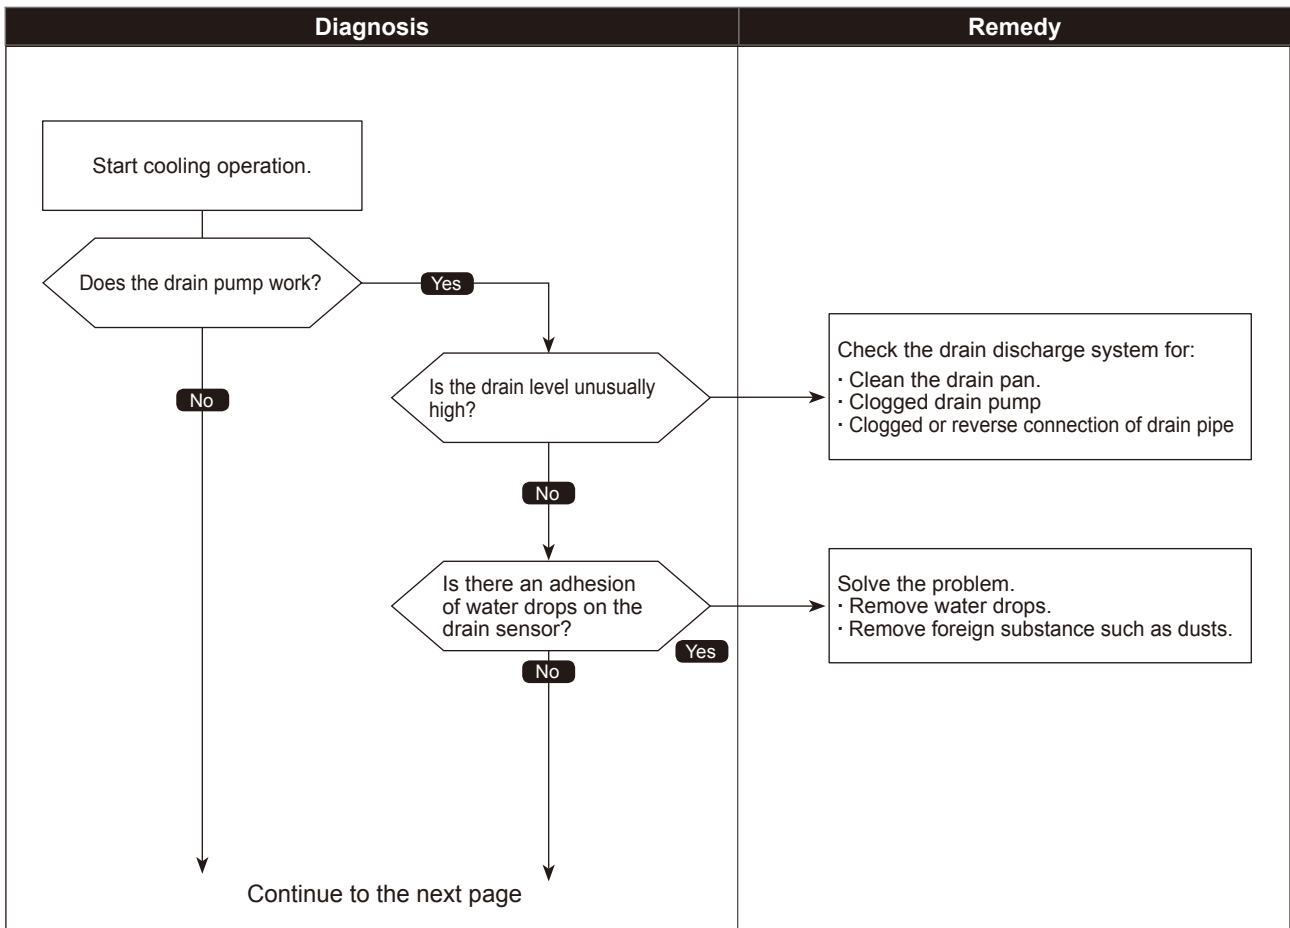 Diagnosis
Remedy
Start cooling operation.
Does the drain pump work?
Yes
No
Is the drain level unusually
high?
Check the drain discharge system for:
· Clean the drain pan.
· Clogged drain pump
· Clogged or reverse connection of drain pipe
No
Is there an adhesion
of water drops on the
drain sensor?
Yes
No
Solve the problem.
· Remove water drops.
· Remove foreign substance such as dusts.
Continue to the next page